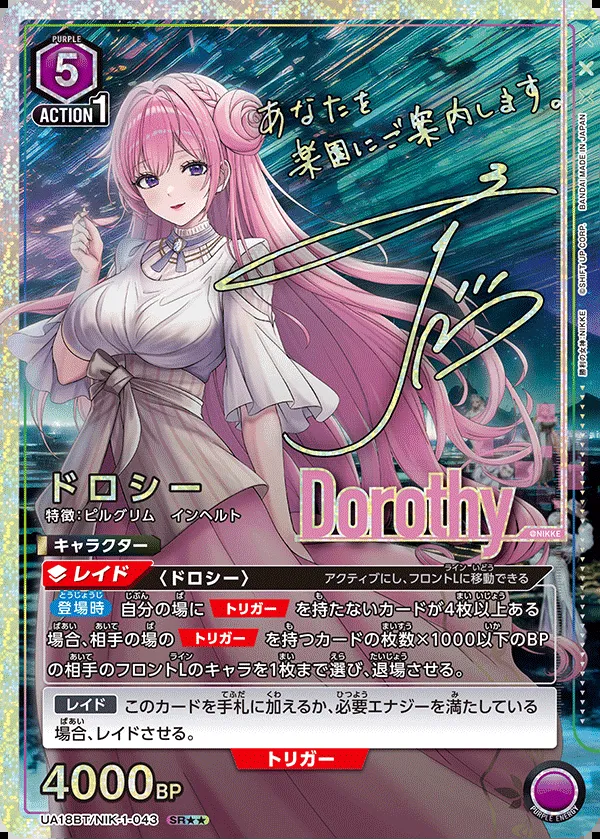 PURPLE
5
ACTION 1
あなたを
楽園にご案内します。
BANDAI MADE IN JAPAN
©SHIFT UP CORP.
勝利の女神:NIKKE
ドロシー
特徴:ピルグリム インヘルト
Dorothy
©NIKKE
キャラクター
レイド 〈ドロシー〉 アクティブにし、フロントLに移動できる
登場時 自分の場に トリガー を持たないカードが4枚以上ある
場合、相手の場の トリガー を持つカードの枚数×1000以下のBP
の相手のフロントLのキャラを1枚まで選び、退場させる。
レイド このカードを手札に加えるか、必要エナジーを満たしている
場合、レイドさせる。
トリガー
4000BP
UA18BT/NIK-1-043 SR★★
PURPLE ENERGY